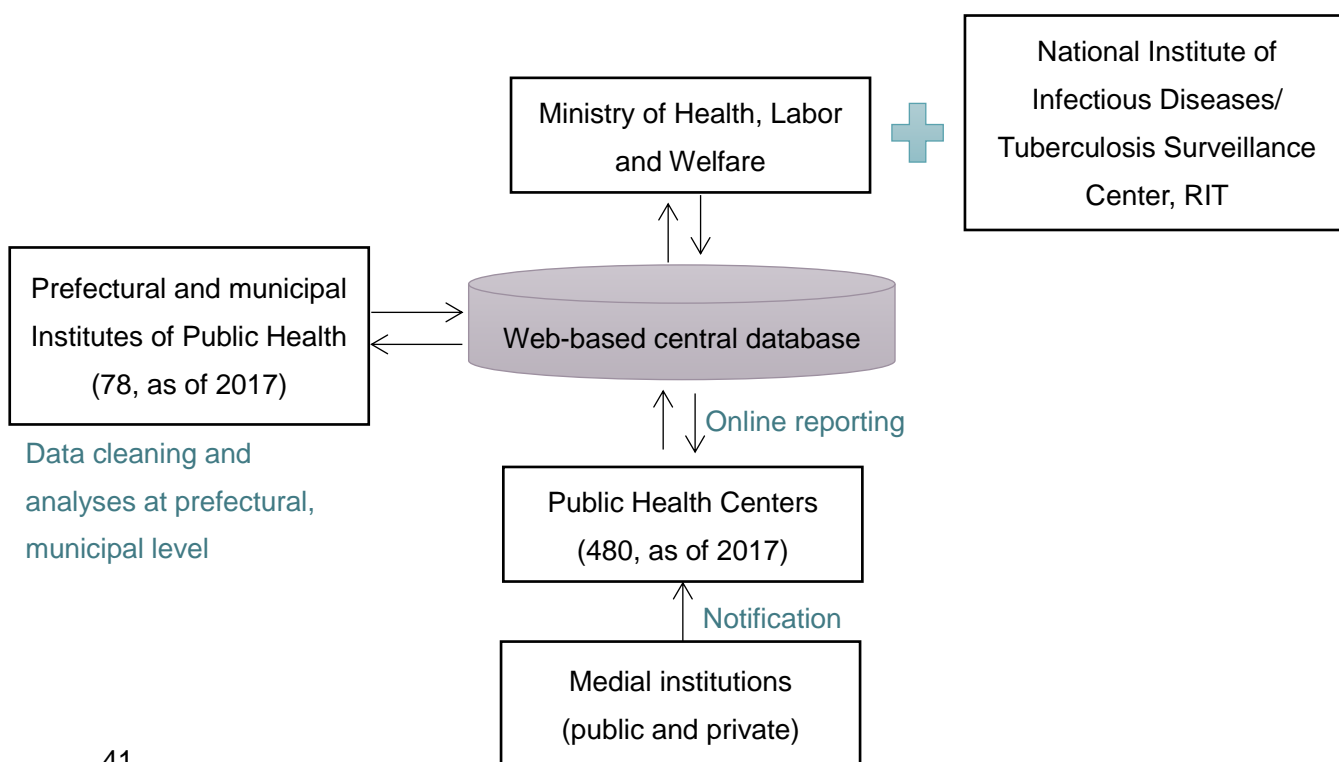 National Institute of
Infectious Diseases/
Tuberculosis Surveillance
Center, RIT
Ministry of Health, Labor
and Welfare
Prefectural and municipal
Institutes of Public Health
(78, as of 2017)
Web-based central database
Data cleaning and
analyses at prefectural,
municipal level
Online reporting
Public Health Centers
(480, as of 2017)
Notification
Medial institutions
(public and private)
41